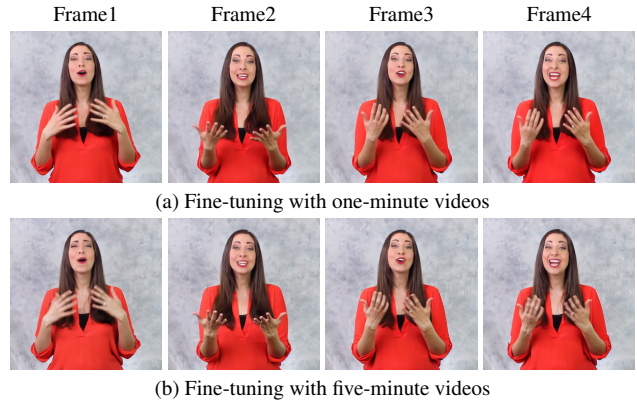 Frame1 Frame2 Frame3 Frame4
(a) Fine-tuning with one-minute videos
(b) Fine-tuning with five-minute videos